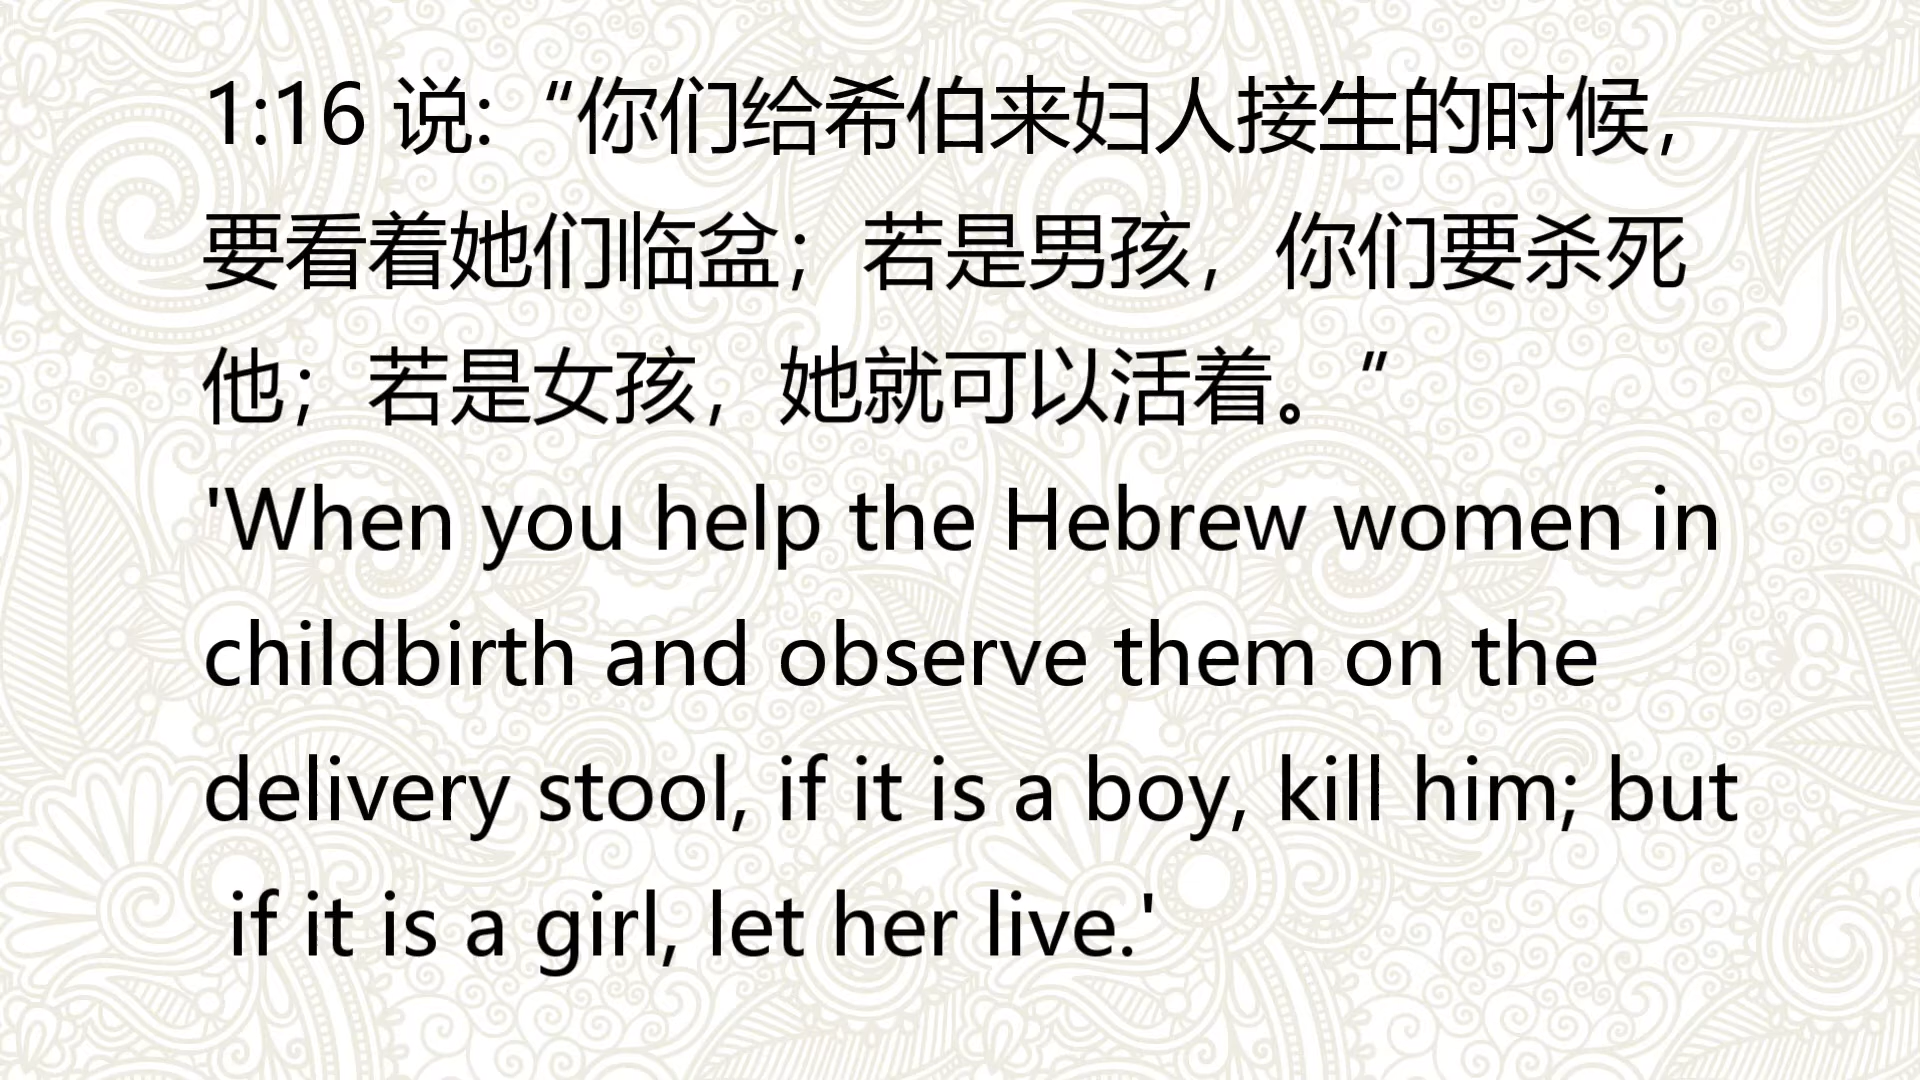 1:16 说:“你们给希伯来妇人接生的时候,
要看着她们临盆；若是男孩，你们要杀死
他；若是女孩，她就可以活着。”
'When you help the Hebrew women in
childbirth and observe them on the
delivery stool, if it is a boy, kill him; but
if it is a girl, let her live.'